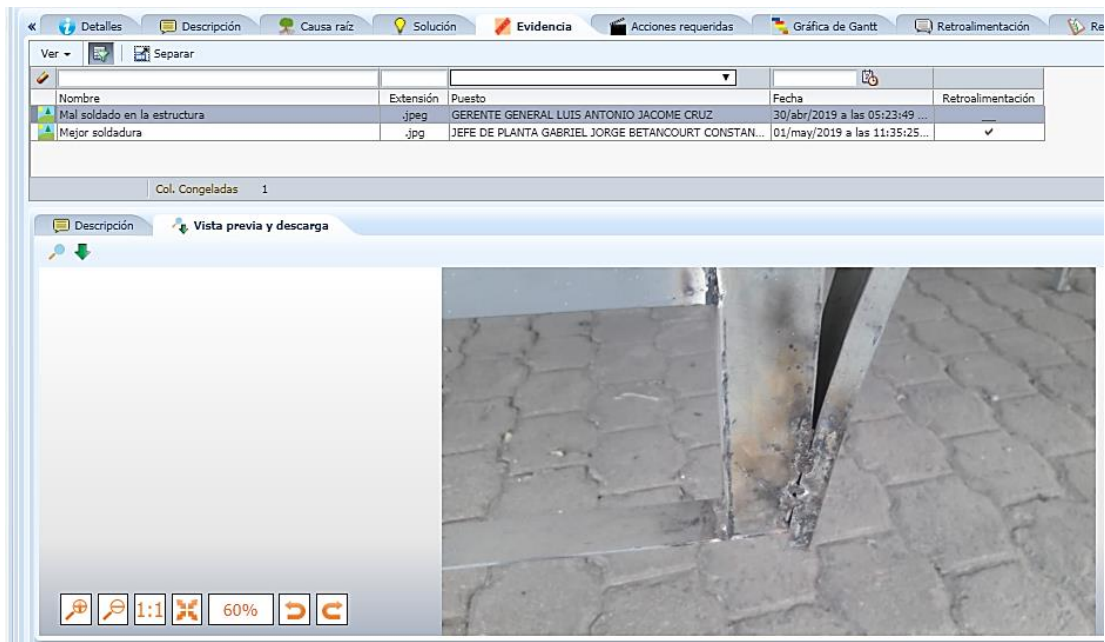 « Detalles Descripción Causa raíz Solución Evidencia Acciones requeridas Gráfica de Gantt Retroalimentación Re
Ver Separar
Nombre Extensión Puesto Fecha Retroalimentación
Mal soldado en la estructura .jpeg GERENTE GENERAL LUIS ANTONIO JACOME CRUZ 30/abr/2019 a las 05:23:49 ...
Mejor soldadura .jpg JEFE DE PLANTA GABRIEL JORGE BETANCOURT CONSTAN... 01/may/2019 a las 11:35:25...
Col. Congeladas 1
Descripción Vista previa y descarga
1:1 60%